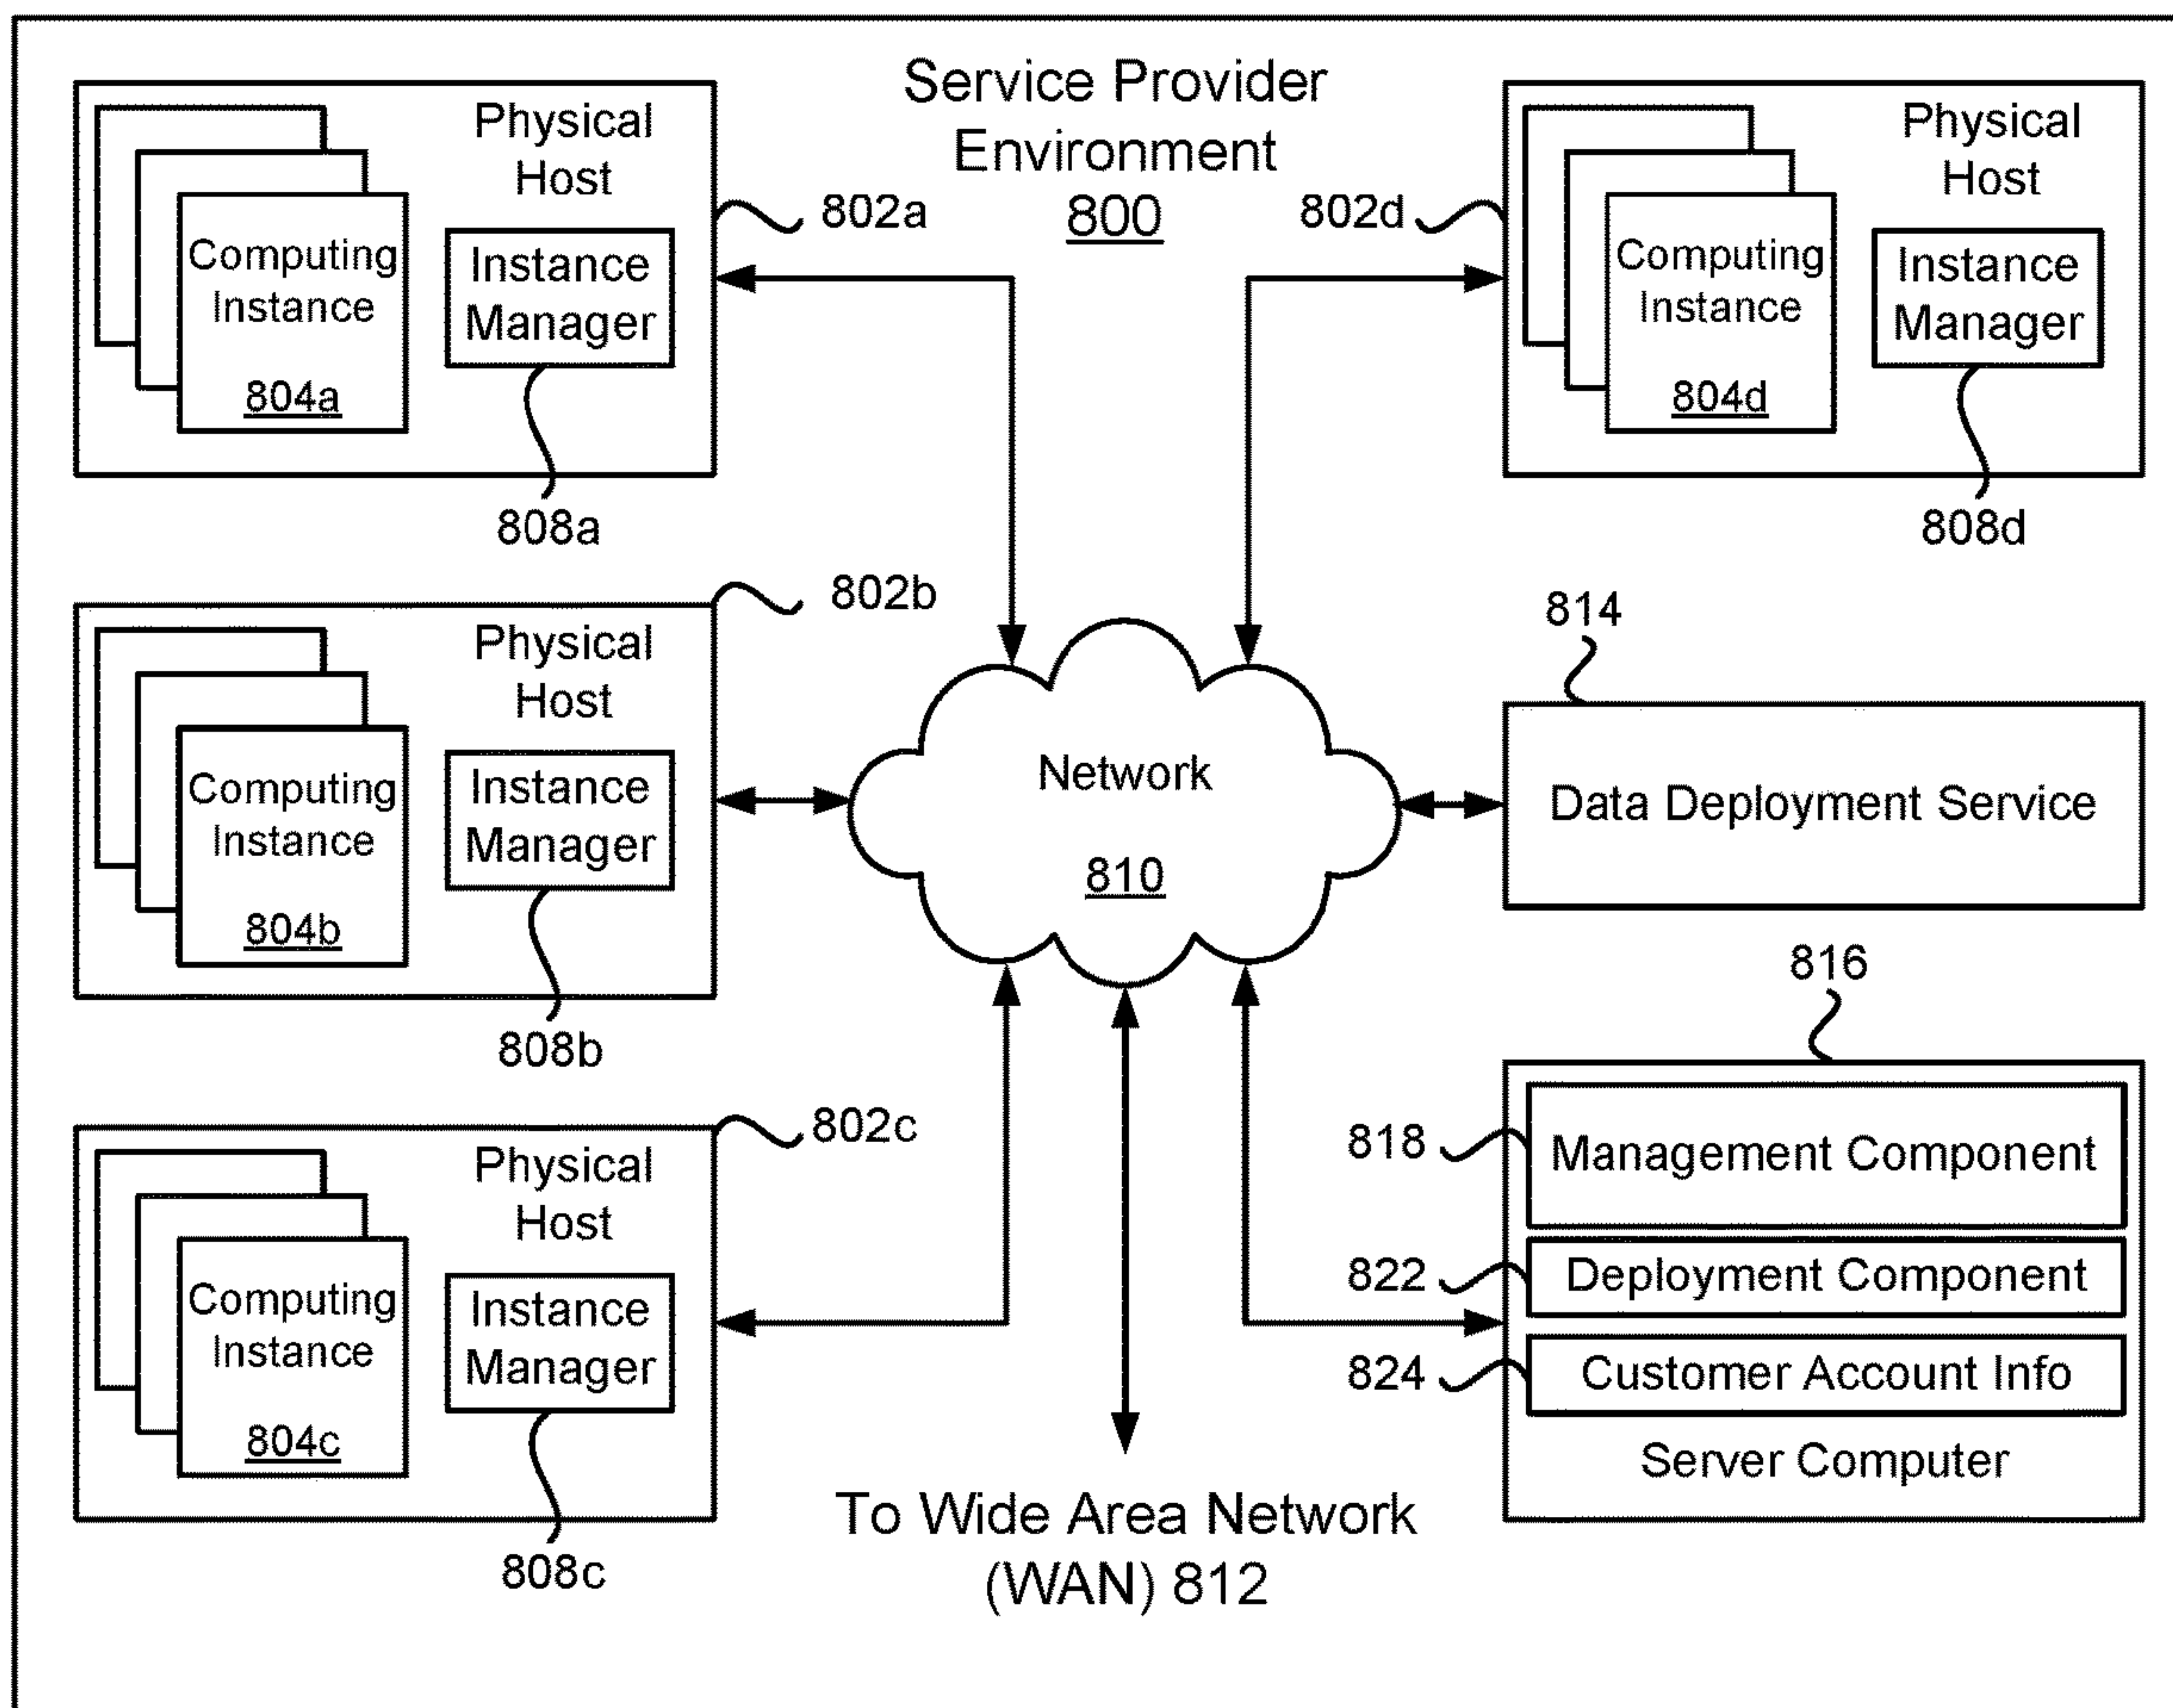 Service Provider
Environment
800
Physical
Host
802a
Computing
Instance
804a
Instance
Manager
808a
Physical
Host
802b
Computing
Instance
804b
Instance
Manager
808b
Physical
Host
802c
Computing
Instance
804c
Instance
Manager
808c
Network
810
To Wide Area Network
(WAN) 812
802d
Physical
Host
Computing
Instance
804d
Instance
Manager
808d
814
Data Deployment Service
816
818
Management Component
822
Deployment Component
824
Customer Account Info
Server Computer